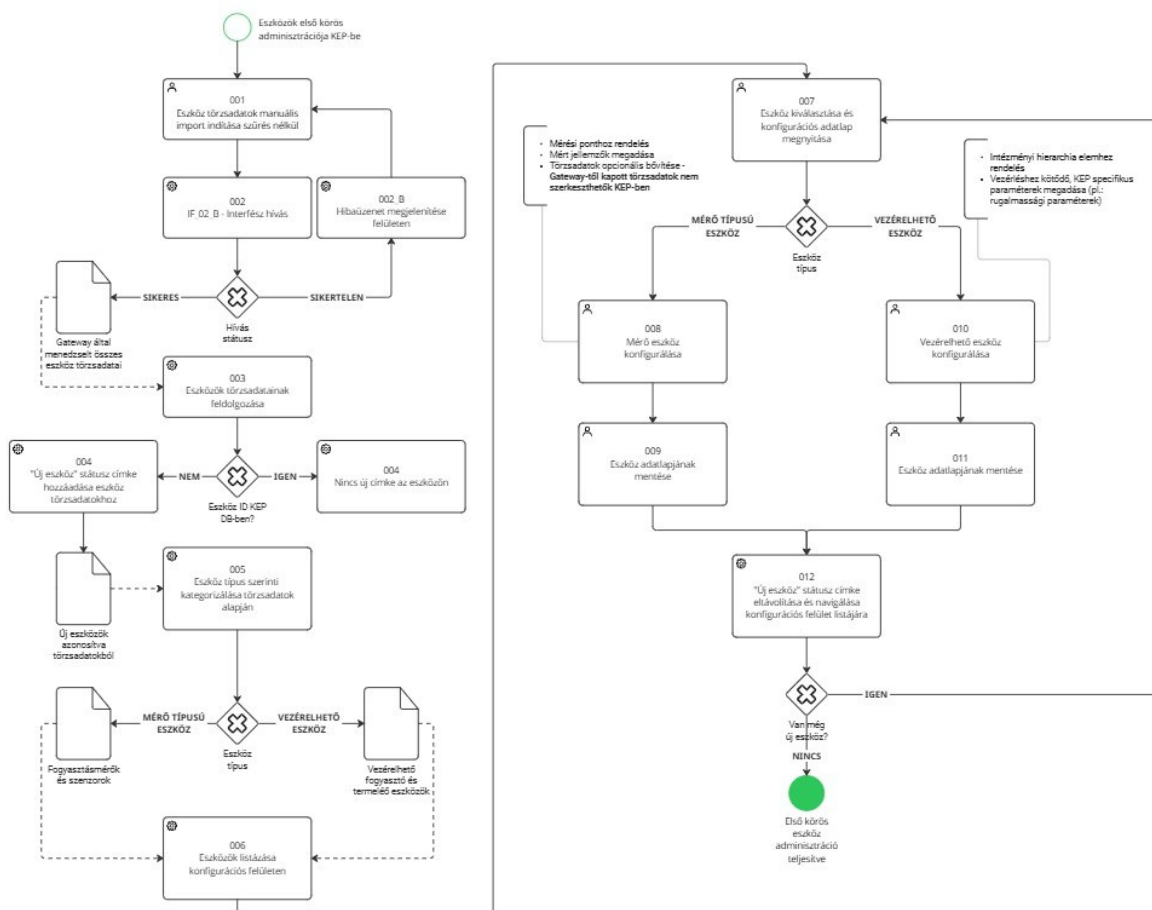 Eszközök első körös
adminisztrációja KEP-be
001
Eszköz törzsadatok manuális
import indítása szűrés nélkül
002
IF_02_B - Interfész hívás
002_B
Hibaüzenet megjelenítése
felületen
SIKERES
SIKERTELEN
Hívás
státusz
Gateway által
menedzselt összes
eszköz törzsadatai
003
Eszközök törzsadatainak
feldolgozása
004
"Új eszköz" státusz címke
hozzáadása eszköz
törzsadatokhoz
NEM
IGEN
Eszköz ID KEP
DB-ben?
004
Nincs új címke az eszközön
Új eszközök
azonosítva
törzsadatokból
005
Eszköz típus szerinti
kategorizálása törzsadatok
alapján
MÉRŐ TÍPUSÚ
ESZKÖZ
VEZÉRELHETŐ
ESZKÖZ
Eszköz
típus
Fogyasztásmérők
és szenzorok
Vezérelhető
fogyasztó és
termelő eszközök
006
Eszközök listázása
konfigurációs felületen
007
Eszköz kiválasztása és
konfigurációs adatlap
megnyitása
• Mérési ponthoz rendelés
• Mért jellemzők megadása
• Törzsadatok opcionális bővítése -
Gateway-től kapott törzsadatok nem
szerkeszthetők KEP-ben
• Intézményi hierarchia elemhez
rendelés
• Vezérléshez kötődő, KEP specifikus
paraméterek megadása (pl.:
rugalmassági paraméterek)
MÉRŐ TÍPUSÚ
ESZKÖZ
VEZÉRELHETŐ
ESZKÖZ
Eszköz
típus
008
Mérő eszköz
konfigurálása
010
Vezérelhető eszköz
konfigurálása
009
Eszköz adatlapjának
mentése
011
Eszköz adatlapjának mentése
012
"Új eszköz" státusz címke
eltávolítása és navigálása
konfigurációs felület listájára
IGEN
Van még
új eszköz?
NINCS
Első körös
eszköz
adminisztráció
teljesítve